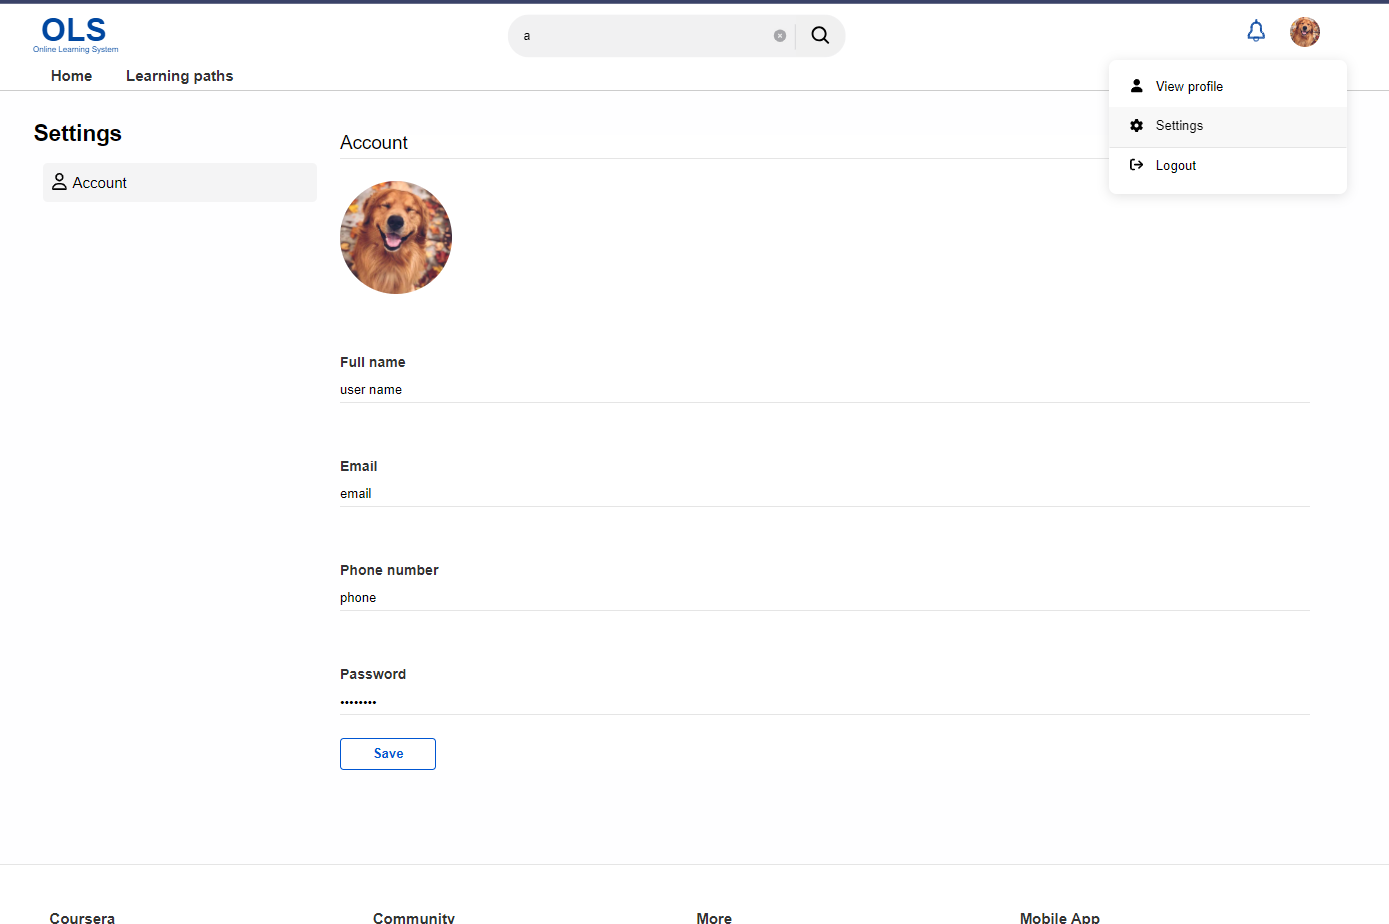 OLS
Online Learning System
a
Home
Learning paths
View profile
Settings
Logout
Settings
Account
Account
Full name
user name
Email
email
Phone number
phone
Password
••••••••
Save
Coursera
Community
More
Mobile App